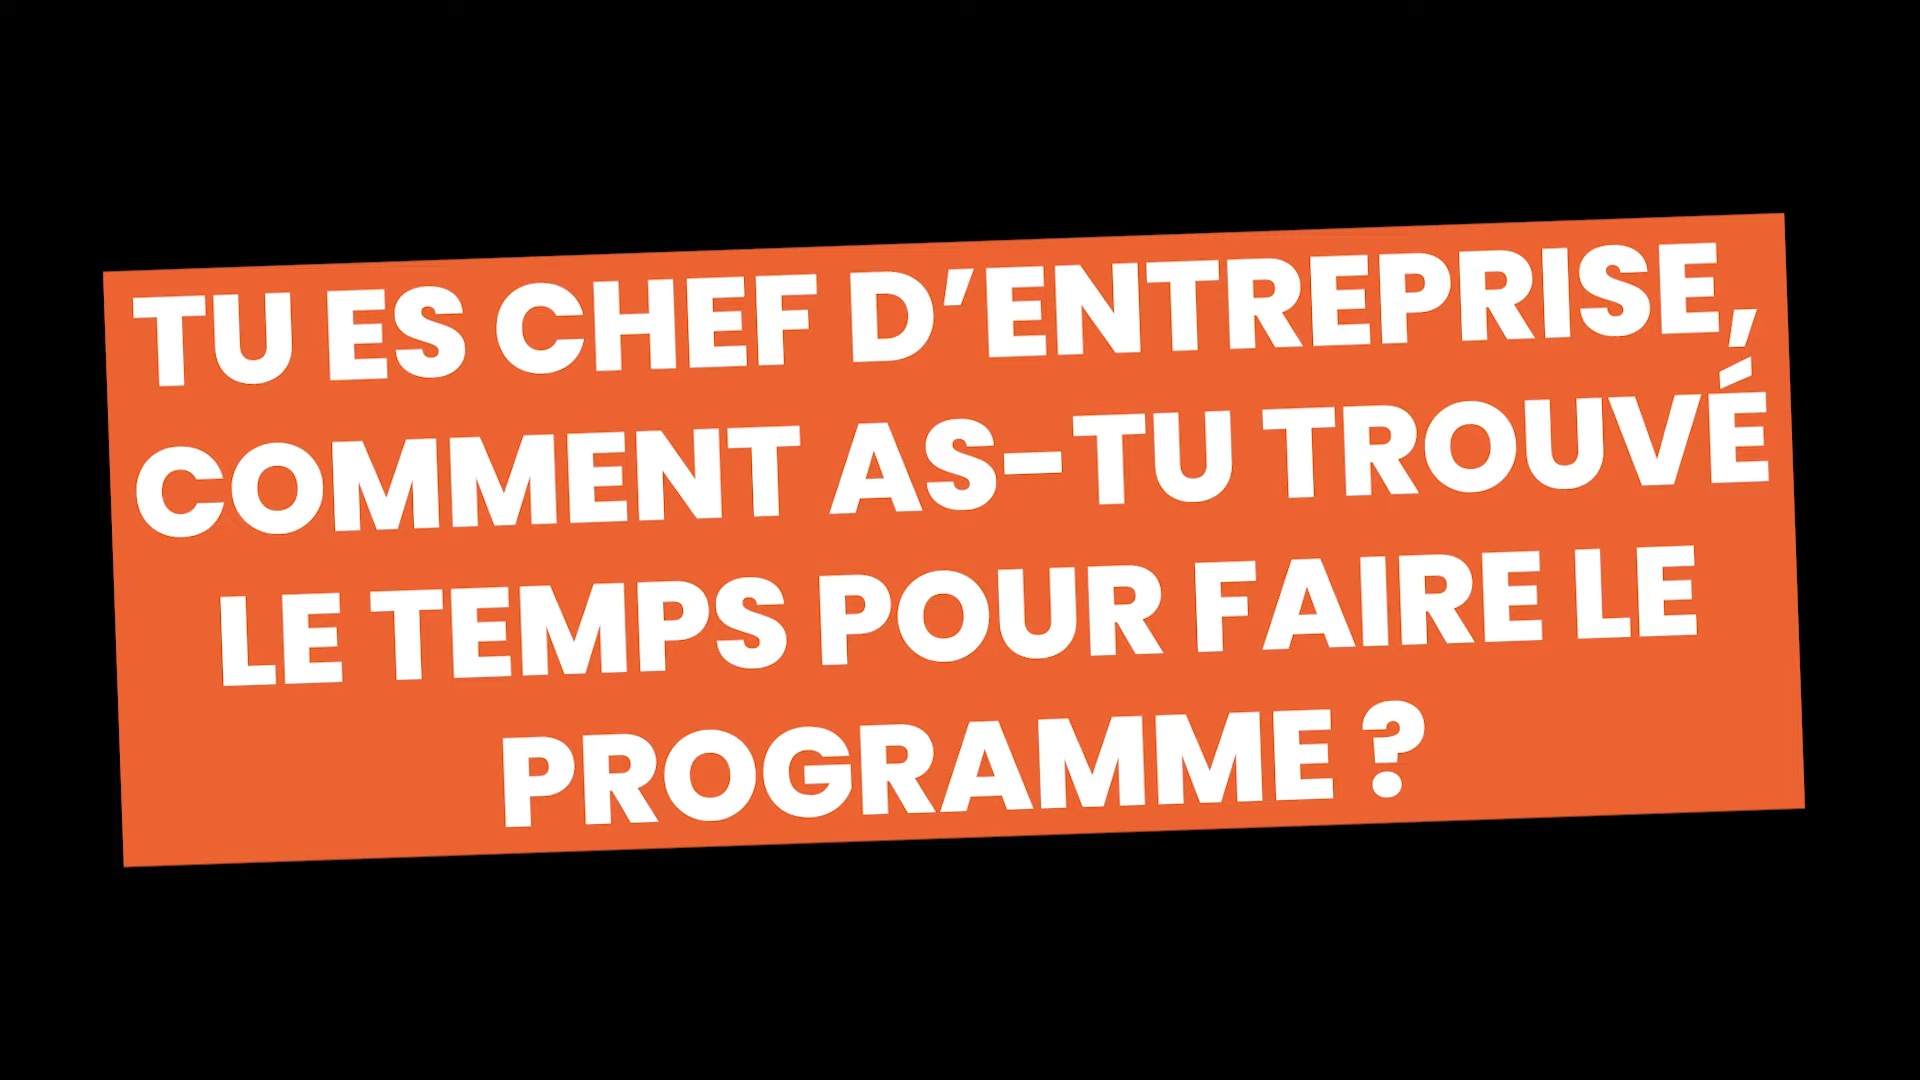 TU ES CHEF D’ENTREPRISE,
COMMENT AS-TU TROUVÉ
LE TEMPS POUR FAIRE LE
PROGRAMME ?